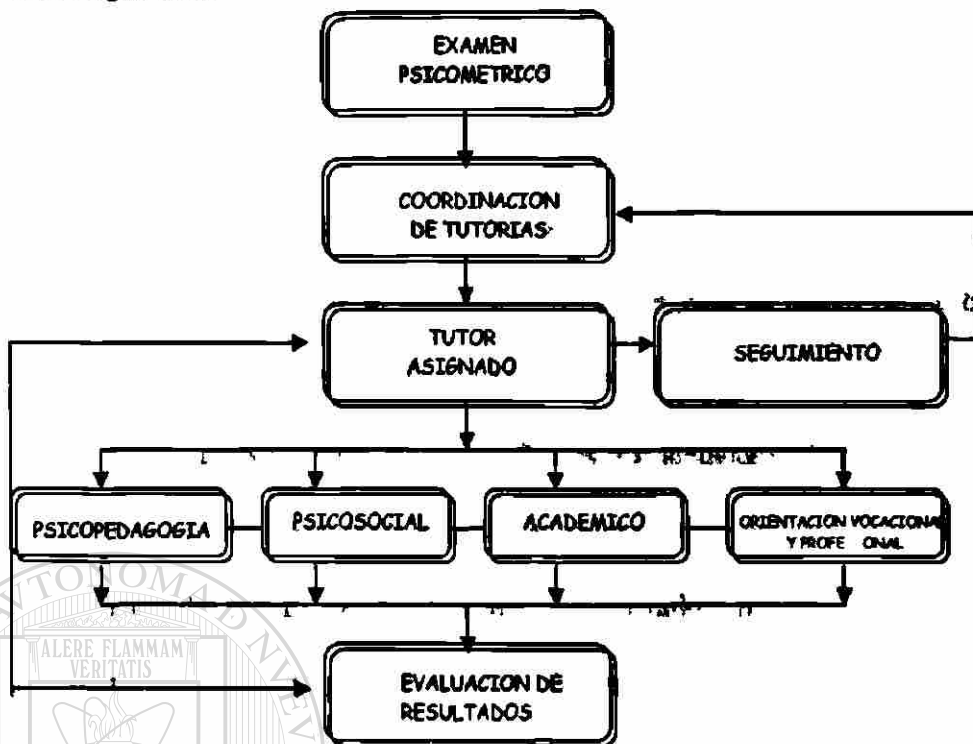 EXAMEN
PSICOMETRICO
COORDINACION
DE TUTORIAS
TUTOR
ASIGNADO
SEGUIMIENTO
PSICOPEDAGOGIA
PSICOSOCIAL
ACADEMICO
ORIENTACION VOCACIONAL
Y PROFE ONAL
EVALUACION DE
RESULTADOS
ALERE FLAMMAM
VERITATIS